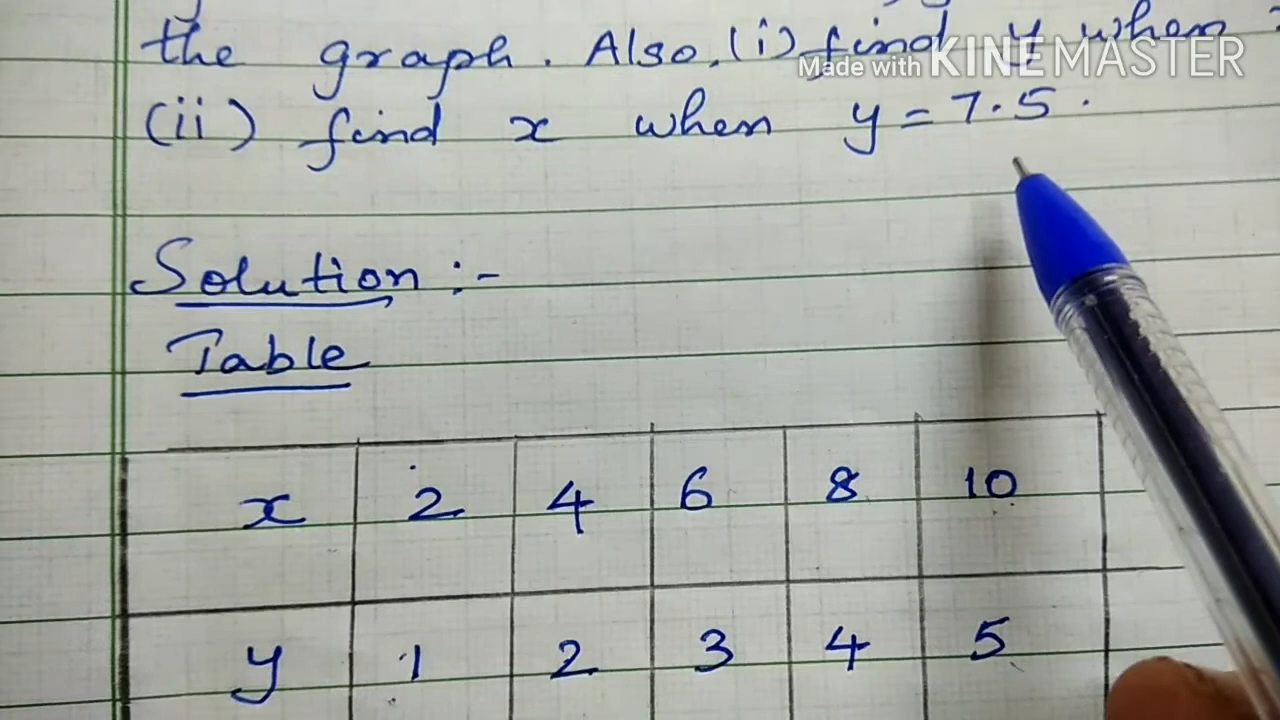 the graph. Also, (i) find y when
Made with KINEMASTER
(ii) find x when y = 7.5.
Solution :-
Table
x 2 4 6 8 10
y 1 2 3 4 5